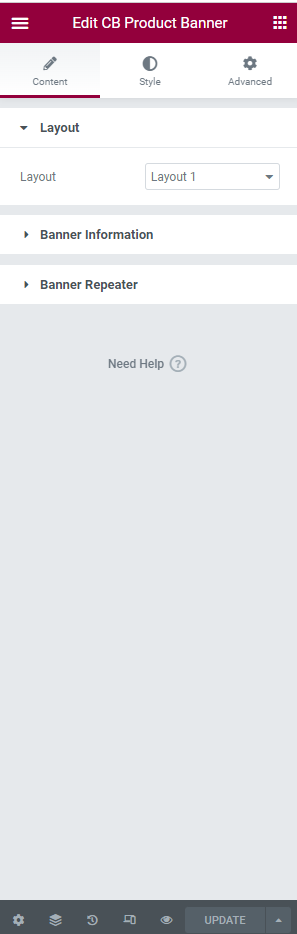 Edit CB Product Banner
Content Style Advanced
Layout
Layout Layout 1
Banner Information
Banner Repeater
Need Help ?
UPDATE